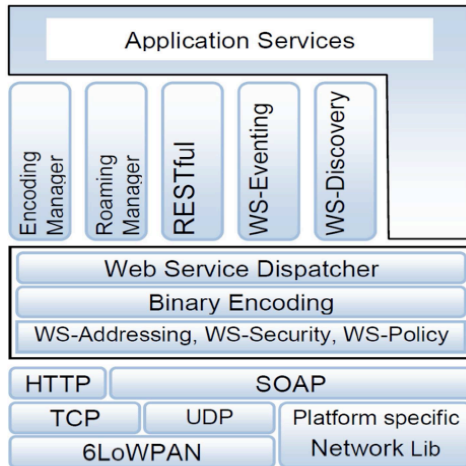 Application Services
Encoding
Manager
Roaming
Manager
RESTful
WS-Eventing
WS-Discovery
Web Service Dispatcher
Binary Encoding
WS-Addressing, WS-Security, WS-Policy
HTTP
SOAP
TCP
UDP
Platform specific
Network Lib
6LoWPAN